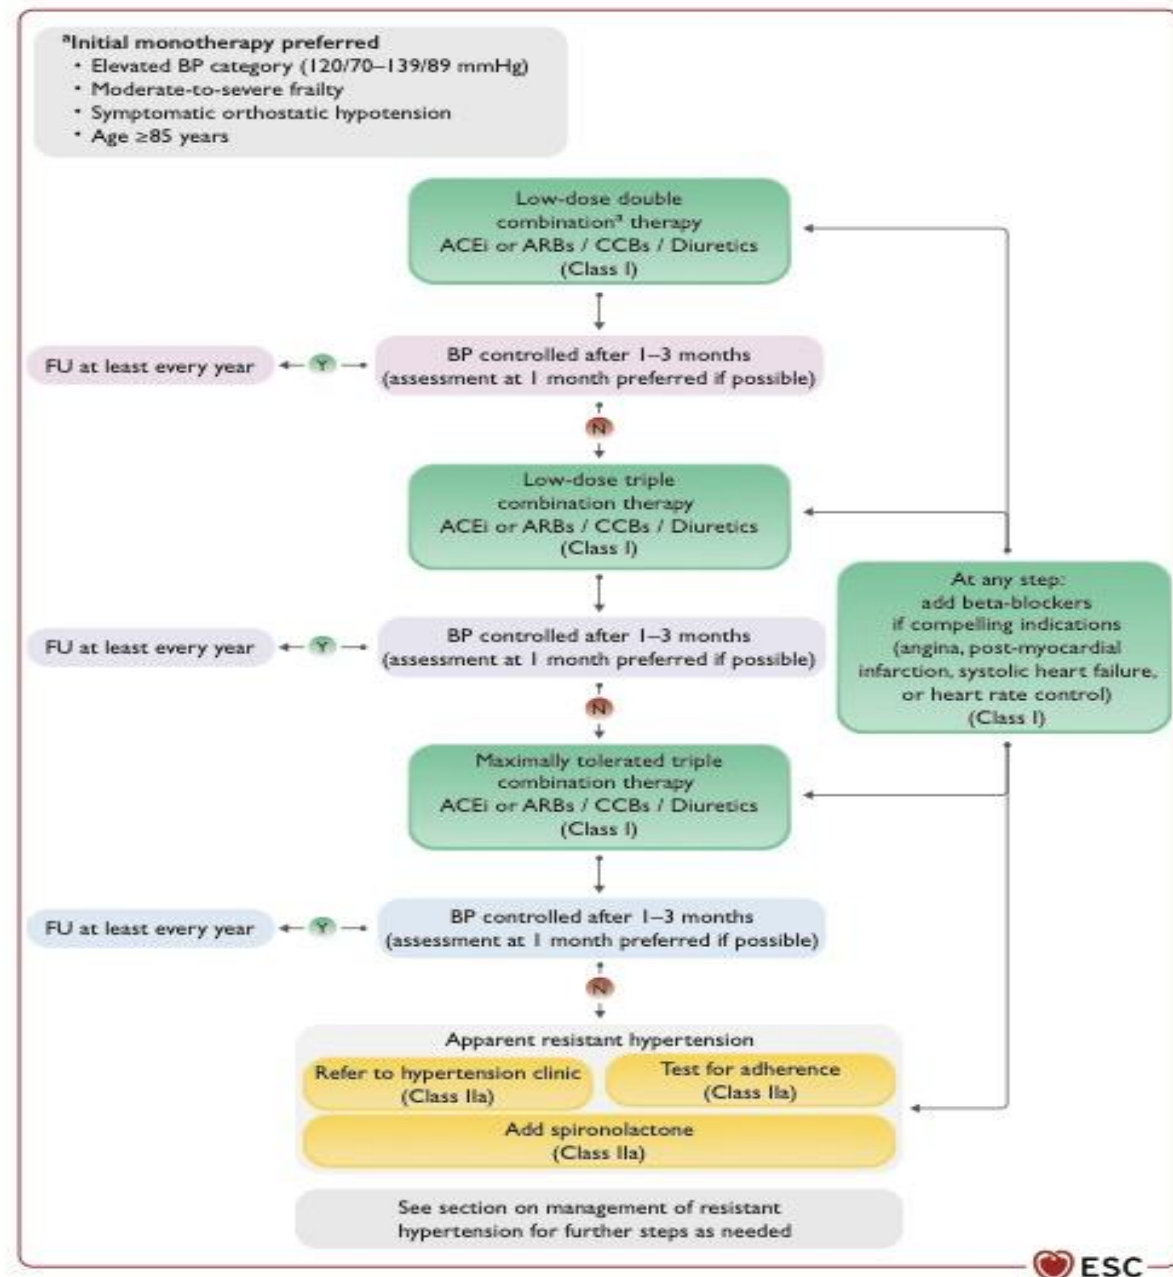 ᵃInitial monotherapy preferred
• Elevated BP category (120/70–139/89 mmHg)
• Moderate-to-severe frailty
• Symptomatic orthostatic hypotension
• Age ≥85 years
Low-dose double
combinationᵃ therapy
ACEi or ARBs / CCBs / Diuretics
(Class I)
FU at least every year
Y
BP controlled after 1–3 months
(assessment at 1 month preferred if possible)
N
Low-dose triple
combination therapy
ACEi or ARBs / CCBs / Diuretics
(Class I)
At any step:
add beta-blockers
if compelling indications
(angina, post-myocardial
infarction, systolic heart failure,
or heart rate control)
(Class I)
FU at least every year
Y
BP controlled after 1–3 months
(assessment at 1 month preferred if possible)
N
Maximally tolerated triple
combination therapy
ACEi or ARBs / CCBs / Diuretics
(Class I)
FU at least every year
Y
BP controlled after 1–3 months
(assessment at 1 month preferred if possible)
N
Apparent resistant hypertension
Refer to hypertension clinic
(Class IIa)
Test for adherence
(Class IIa)
Add spironolactone
(Class IIa)
See section on management of resistant
hypertension for further steps as needed
ESC